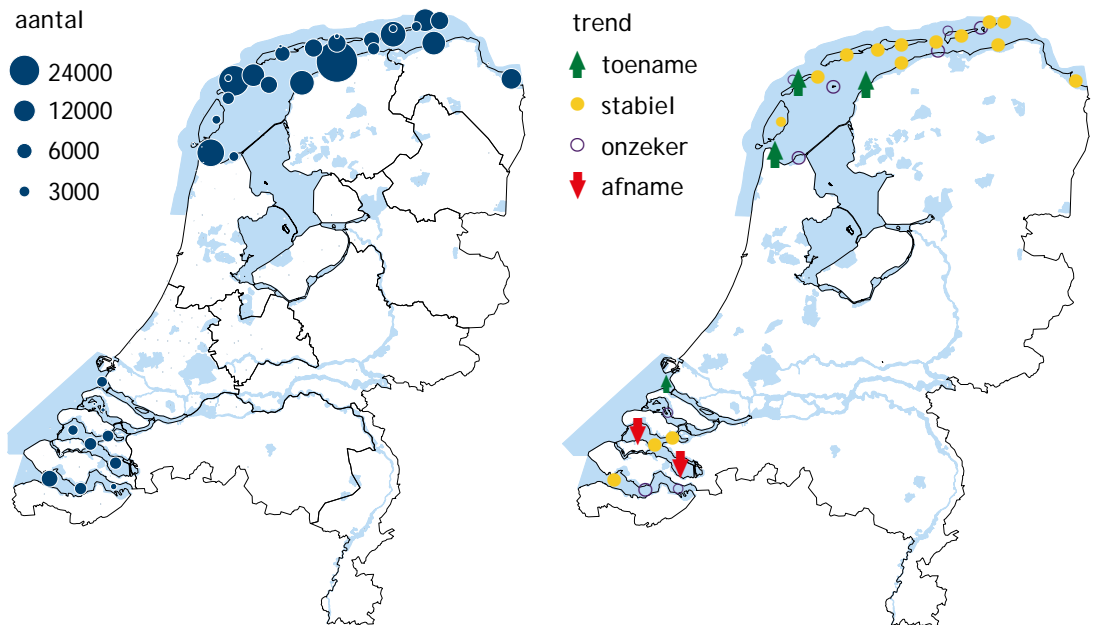 aantal
24000
12000
6000
3000
trend
toename
stabiel
onzeker
afname